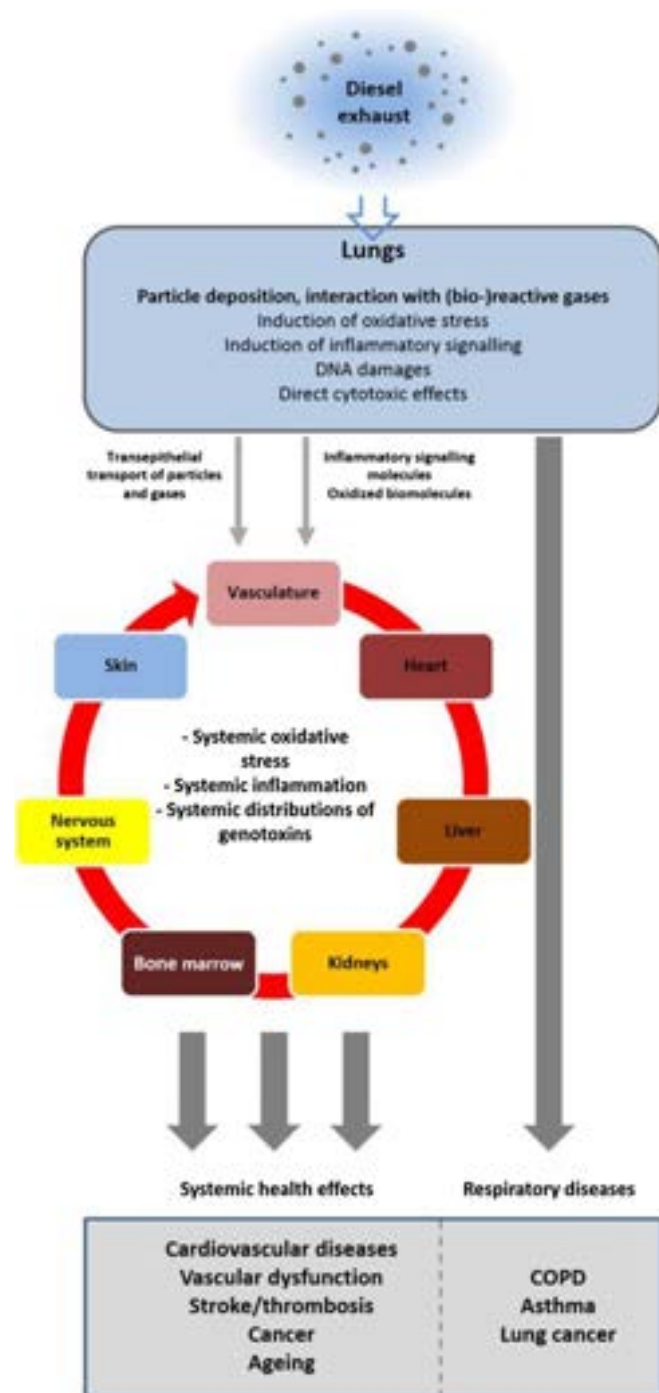 Diesel
exhaust
Lungs
Particle deposition, interaction with (bio-)reactive gases
Induction of oxidative stress
Induction of inflammatory signalling
DNA damages
Direct cytotoxic effects
Transepithelial
transport of particles
and gases
Inflammatory signalling
molecules
Oxidized biomolecules
Vasculature
Skin
Heart
- Systemic oxidative
stress
- Systemic inflammation
- Systemic distributions of
genotoxins
Nervous
system
Liver
Bone marrow
Kidneys
Systemic health effects
Respiratory diseases
Cardiovascular diseases
Vascular dysfunction
Stroke/thrombosis
Cancer
Ageing
COPD
Asthma
Lung cancer